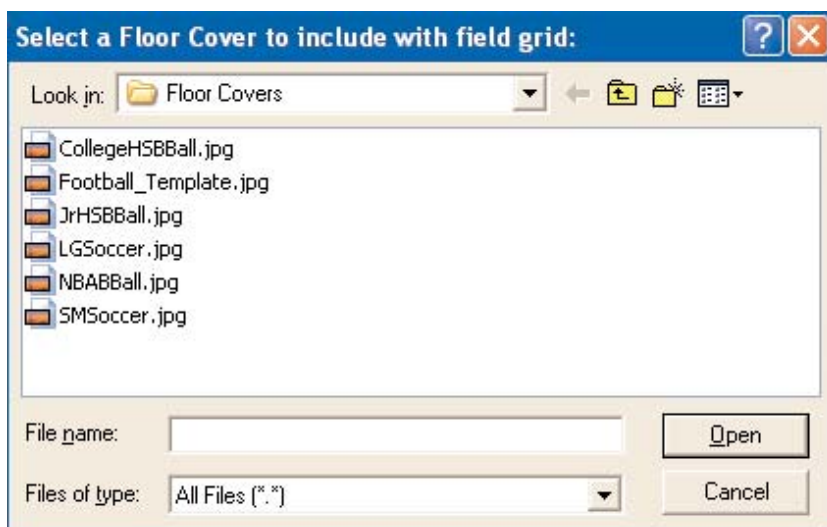 Select a Floor Cover to include with field grid:
Look in: Floor Covers
CollegeHSBBall.jpg
Football_Template.jpg
JrHSBBall.jpg
LGSoccer.jpg
NBABBall.jpg
SMSoccer.jpg
File name: Open
Files of type: All Files (*.*) Cancel